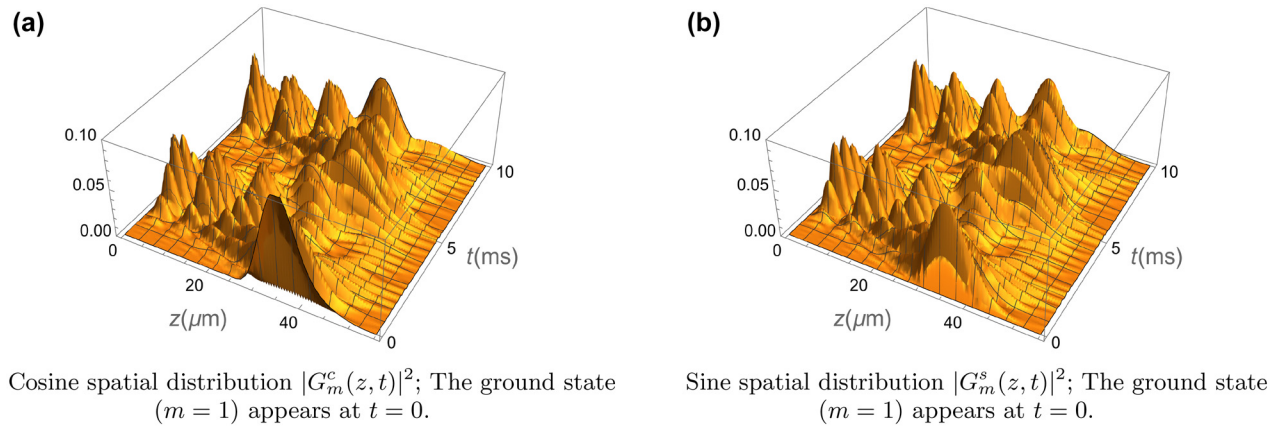 (a)
0.10
0.05
0.00
0
20
40
z(μm)
0
5
10
t(ms)
Cosine spatial distribution |G_m^c(z, t)|^2; The ground state
(m = 1) appears at t = 0.
(b)
0.10
0.05
0.00
0
20
40
z(μm)
0
5
10
t(ms)
Sine spatial distribution |G_m^s(z, t)|^2; The ground state
(m = 1) appears at t = 0.